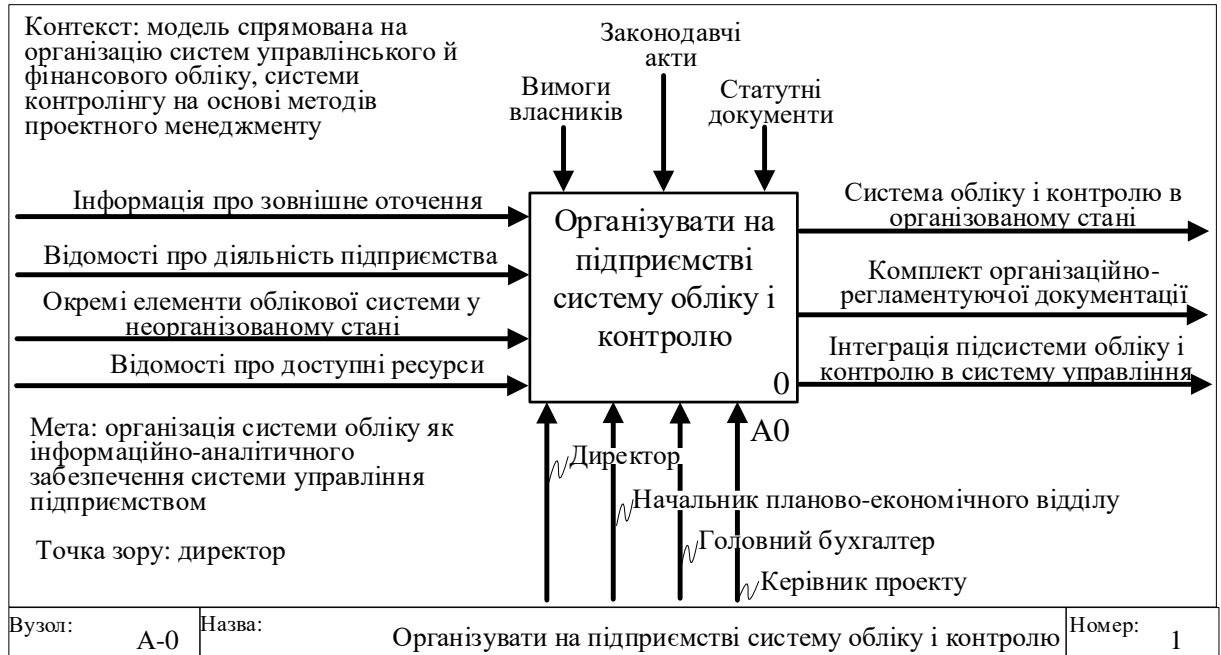 Контекст: модель спрямована на
організацію систем управлінського й
фінансового обліку, системи
контролінгу на основі методів
проектного менеджменту
Законодавчі
акти
Вимоги
власників
Статутні
документи
Інформація про зовнішне оточення
Відомості про діяльність підприємства
Окремі елементи облікової системи у
неорганізованому стані
Відомості про доступні ресурси
Організувати на
підприємстві
систему обліку і
контролю
0
A0
Система обліку і контролю в
організованому стані
Комплект організаційно-
регламентуючої документації
Інтеграція підсистеми обліку і
контролю в систему управління
Мета: організація системи обліку як
інформаційно-аналітичного
забезпечення системи управління
підприємством
Точка зору: директор
Директор
Начальник планово-економічного відділу
Головний бухгалтер
Керівник проекту
Вузол:
A-0
Назва:
Організувати на підприємстві систему обліку і контролю
Номер:
1